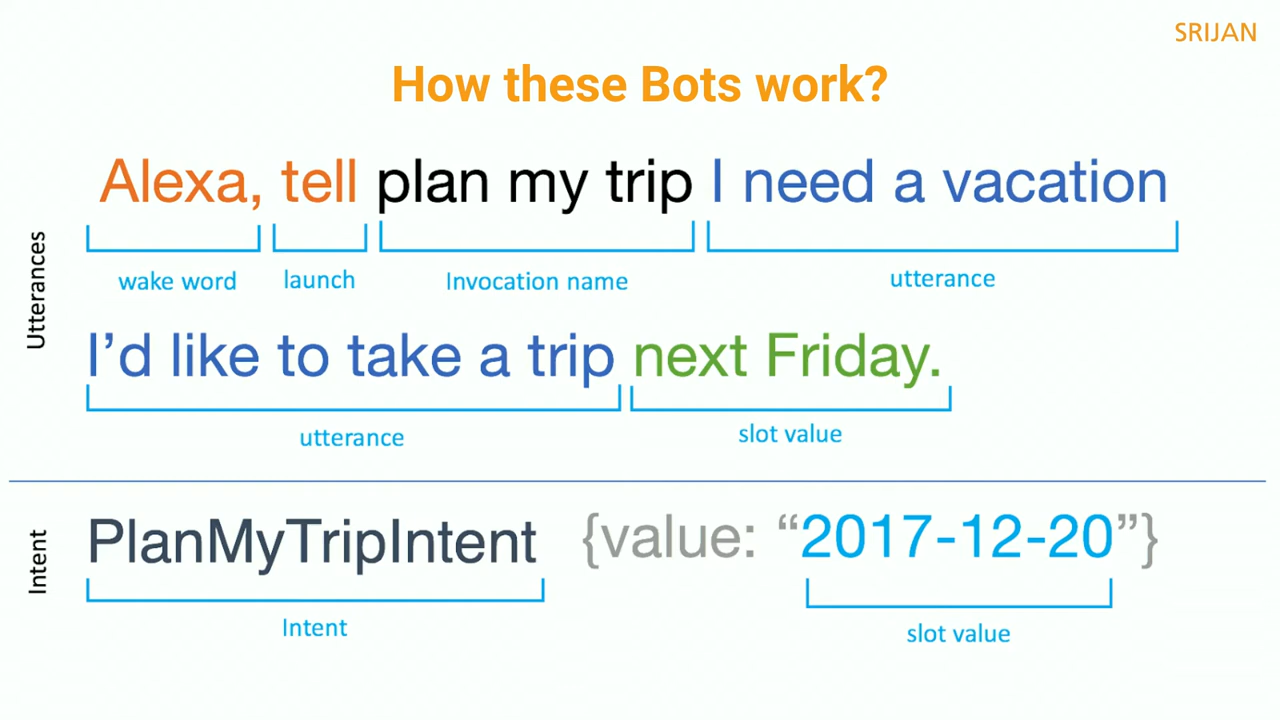 SRIJAN
How these Bots work?
Utterances
Alexa, tell plan my trip I need a vacation
wake word launch Invocation name utterance
I'd like to take a trip next Friday.
utterance slot value
Intent
PlanMyTripIntent {value: “2017-12-20”}
Intent slot value